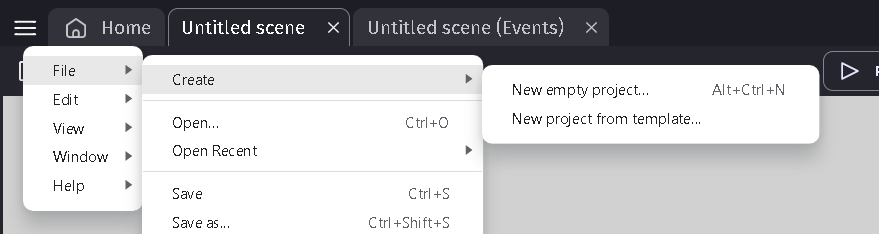 Home
Untitled scene
Untitled scene (Events)
File
Edit
View
Window
Help
Create
Open... Ctrl+O
Open Recent
Save Ctrl+S
Save as... Ctrl+Shift+S
New empty project... Alt+Ctrl+N
New project from template...